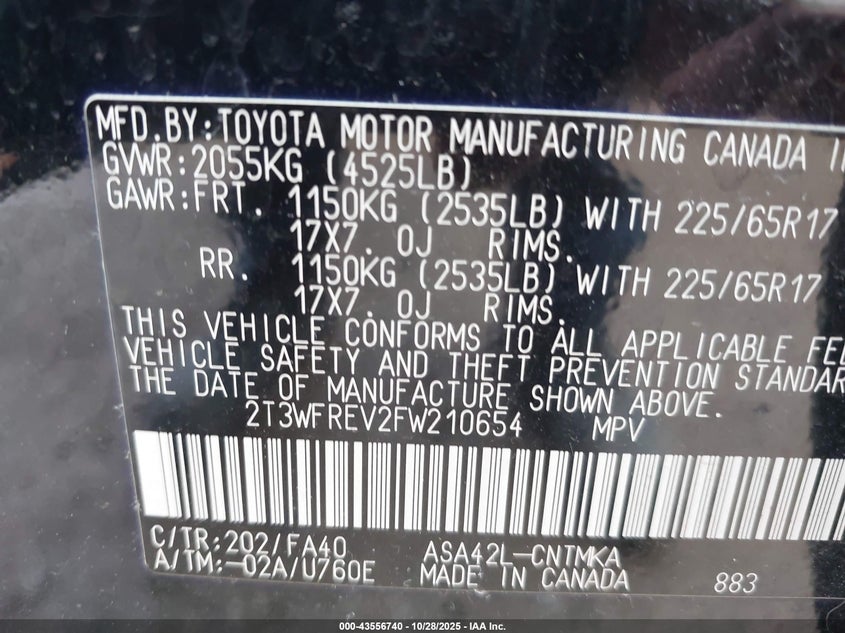 MFD.BY:TOYOTA MOTOR MANUFACTURING CANADA
GVWR:2055KG (4525LB)
GAWR:FRT. 1150KG (2535LB) WITH 225/65R17
17X7.0J RIMS.
RR. 1150KG (2535LB) WITH 225/65R17
17X7.0J RIMS.
THIS VEHICLE CONFORMS TO ALL APPLICABLE
VEHICLE SAFETY AND THEFT PREVENTION STANDAR
THE DATE OF MANUFACTURE SHOWN ABOVE.
2T3WFREV2FW210654 MPV
C/TR:202/FA40 ASA42L-CNTMKA
A/TM:-02A/U760E MADE IN CANADA 883
000-43556740 | 10/28/2025 - IAA Inc.